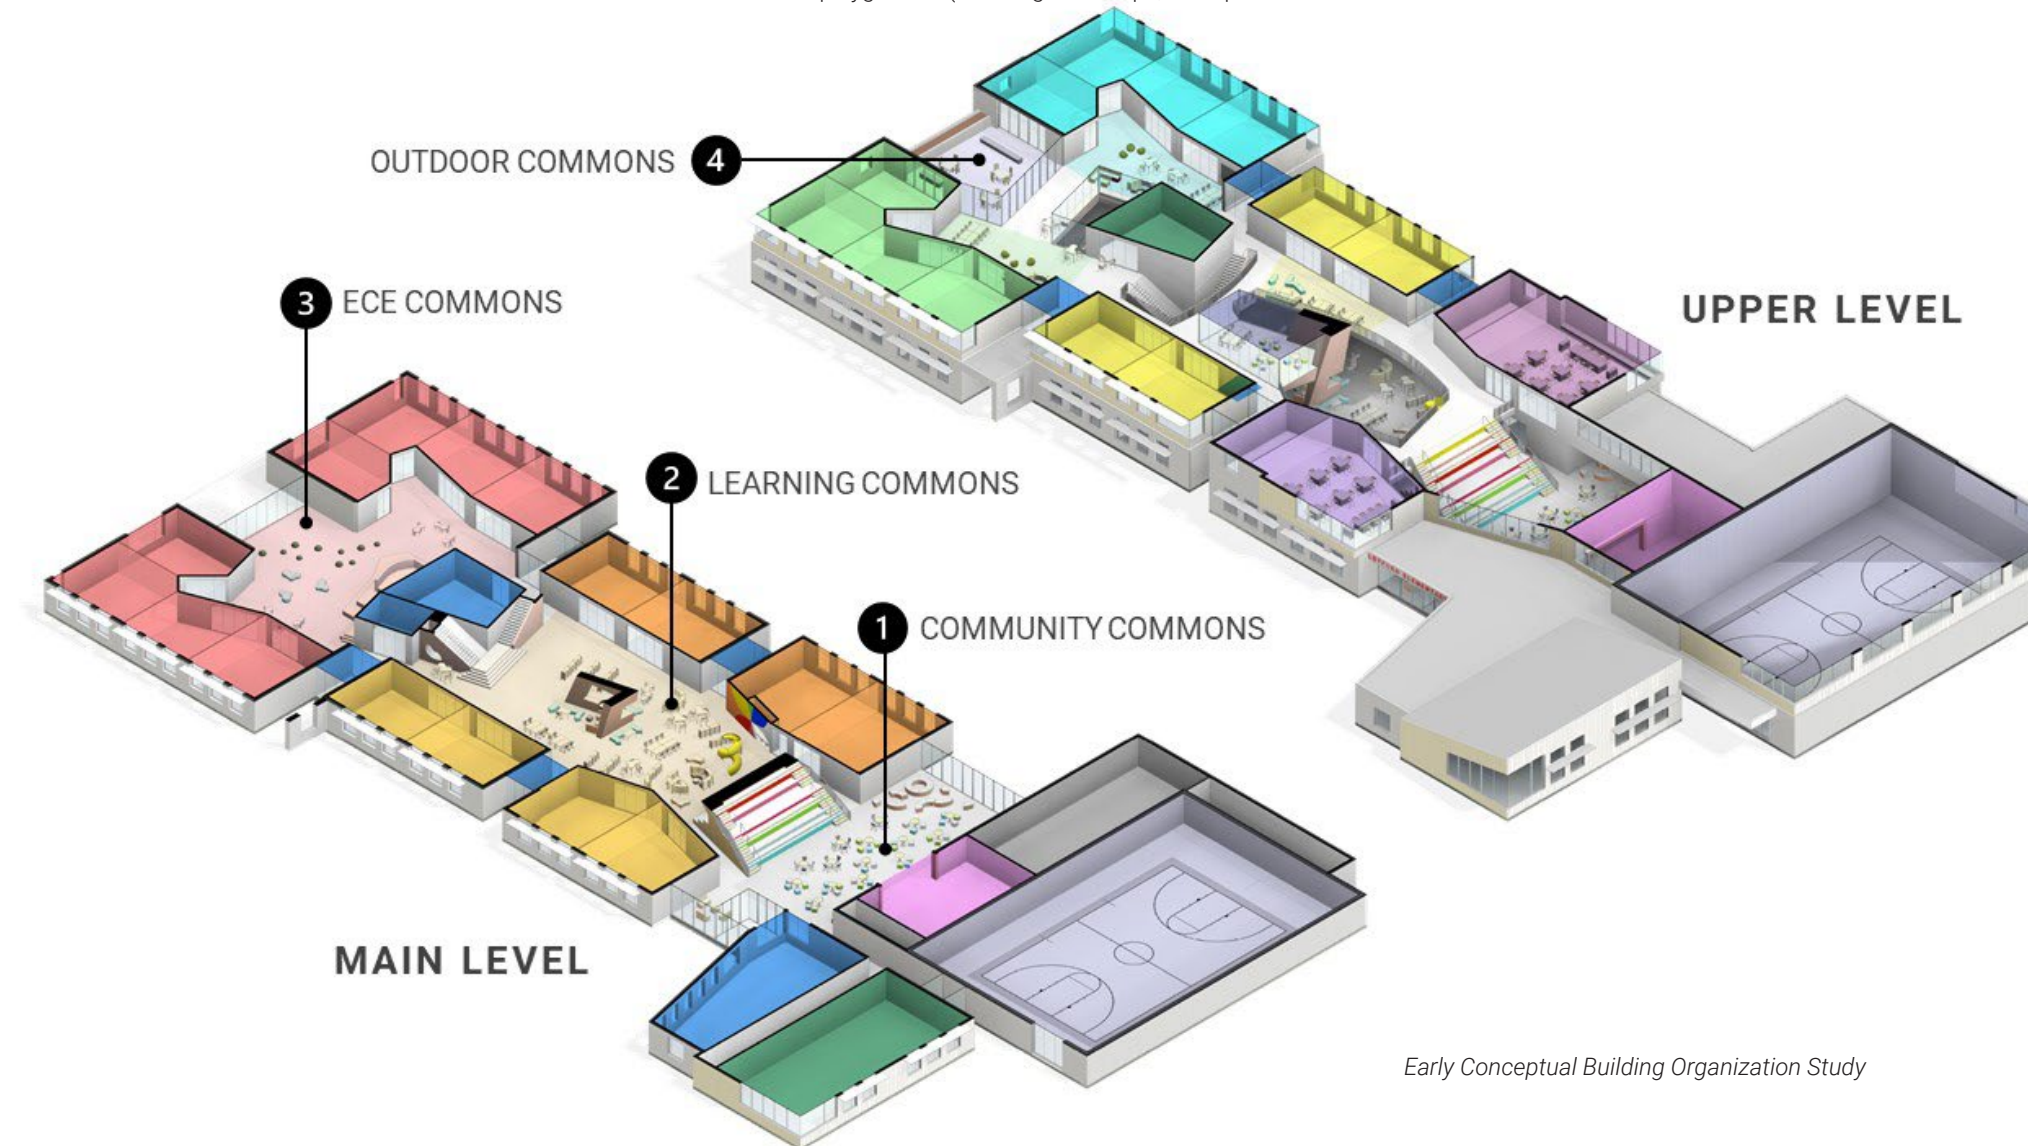 4 OUTDOOR COMMONS
3 ECE COMMONS
UPPER LEVEL
2 LEARNING COMMONS
1 COMMUNITY COMMONS
MAIN LEVEL
Early Conceptual Building Organization Study